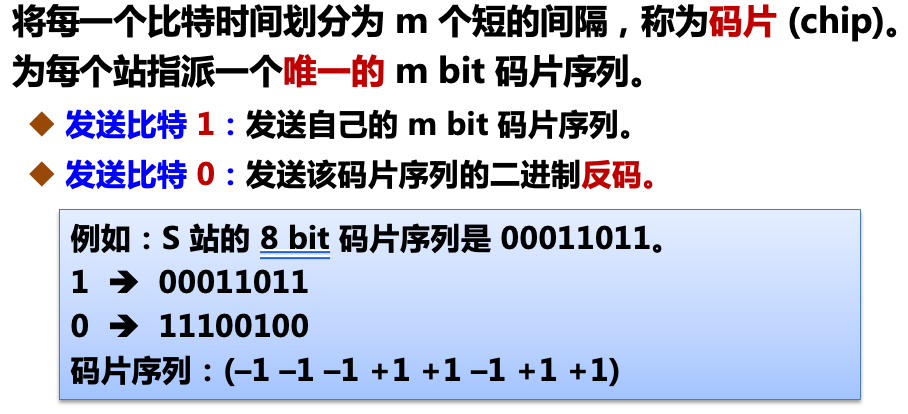 将每一个比特时间划分为 m 个短的间隔，称为码片 (chip)。
为每个站指派一个唯一的 m bit 码片序列。
◆ 发送比特 1：发送自己的 m bit 码片序列。
◆ 发送比特 0：发送该码片序列的二进制反码。
例如：S 站的 8 bit 码片序列是 00011011。
1 ➔ 00011011
0 ➔ 11100100
码片序列：(–1 –1 –1 +1 +1 –1 +1 +1)